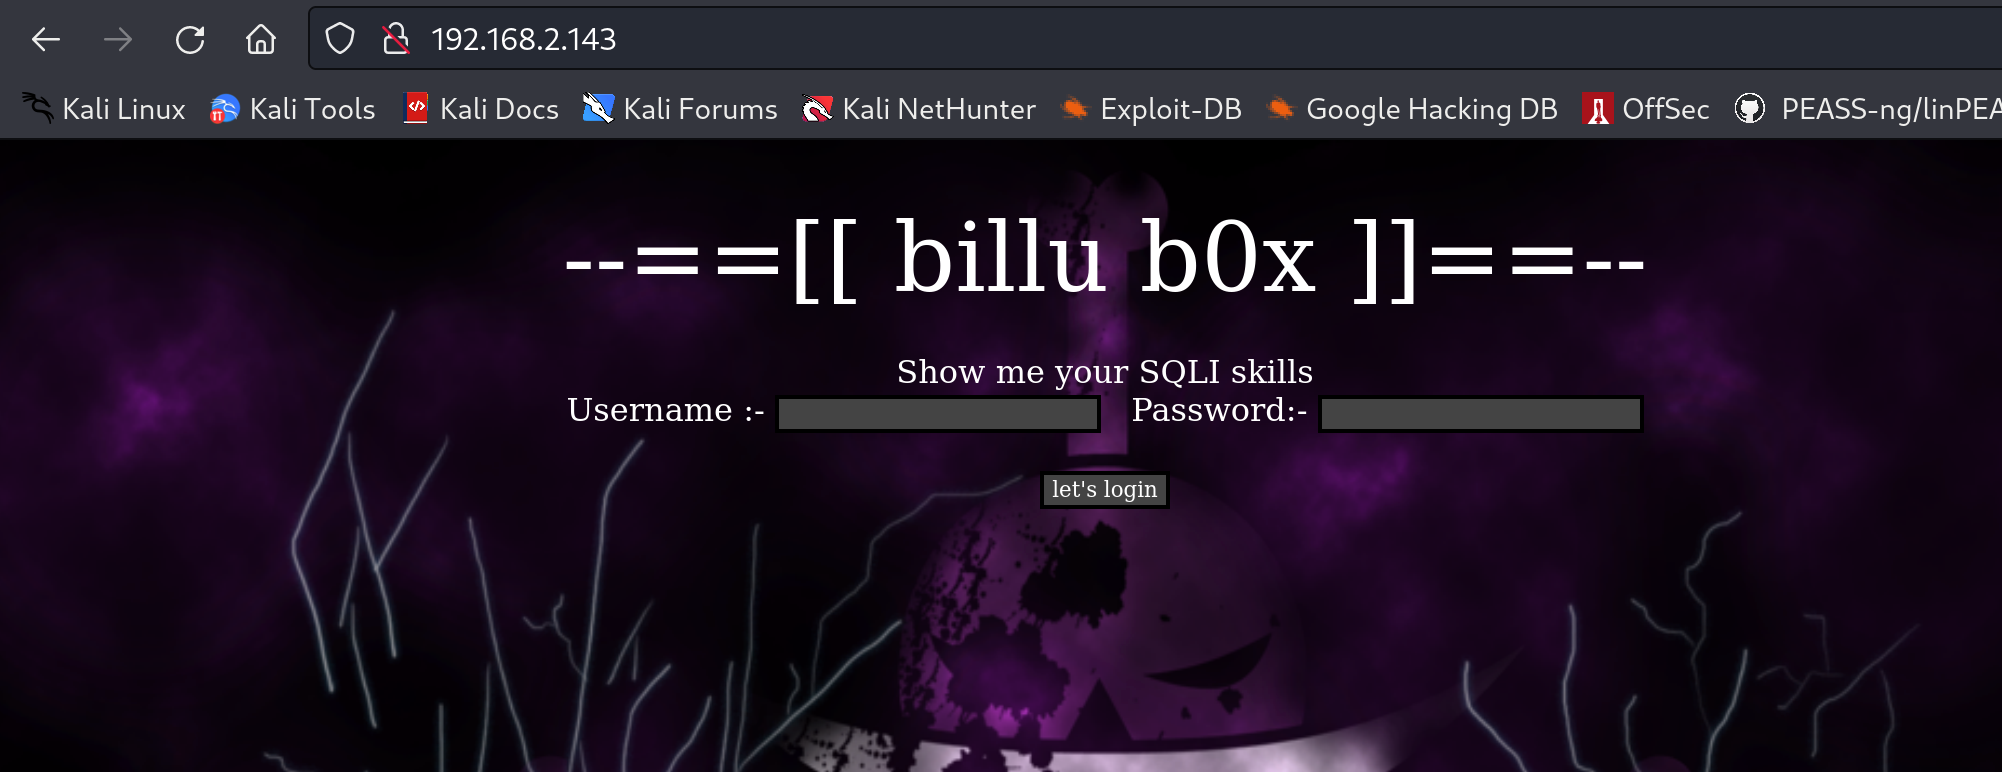 192.168.2.143
Kali Linux Kali Tools Kali Docs Kali Forums Kali NetHunter Exploit-DB Google Hacking DB OffSec PEASS-ng/linPEA
--==[[ billu b0x ]]==--
Show me your SQLI skills
Username :- Password:-
let's login